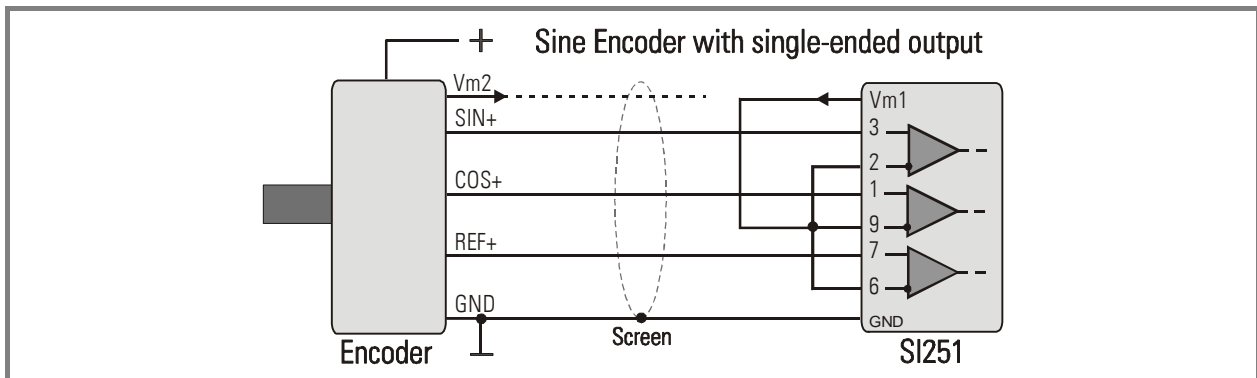 + Sine Encoder with single-ended output
Vm2
Vm1
SIN+
3
2
COS+
1
9
REF+
7
6
GND
GND
Screen
Encoder
SI251